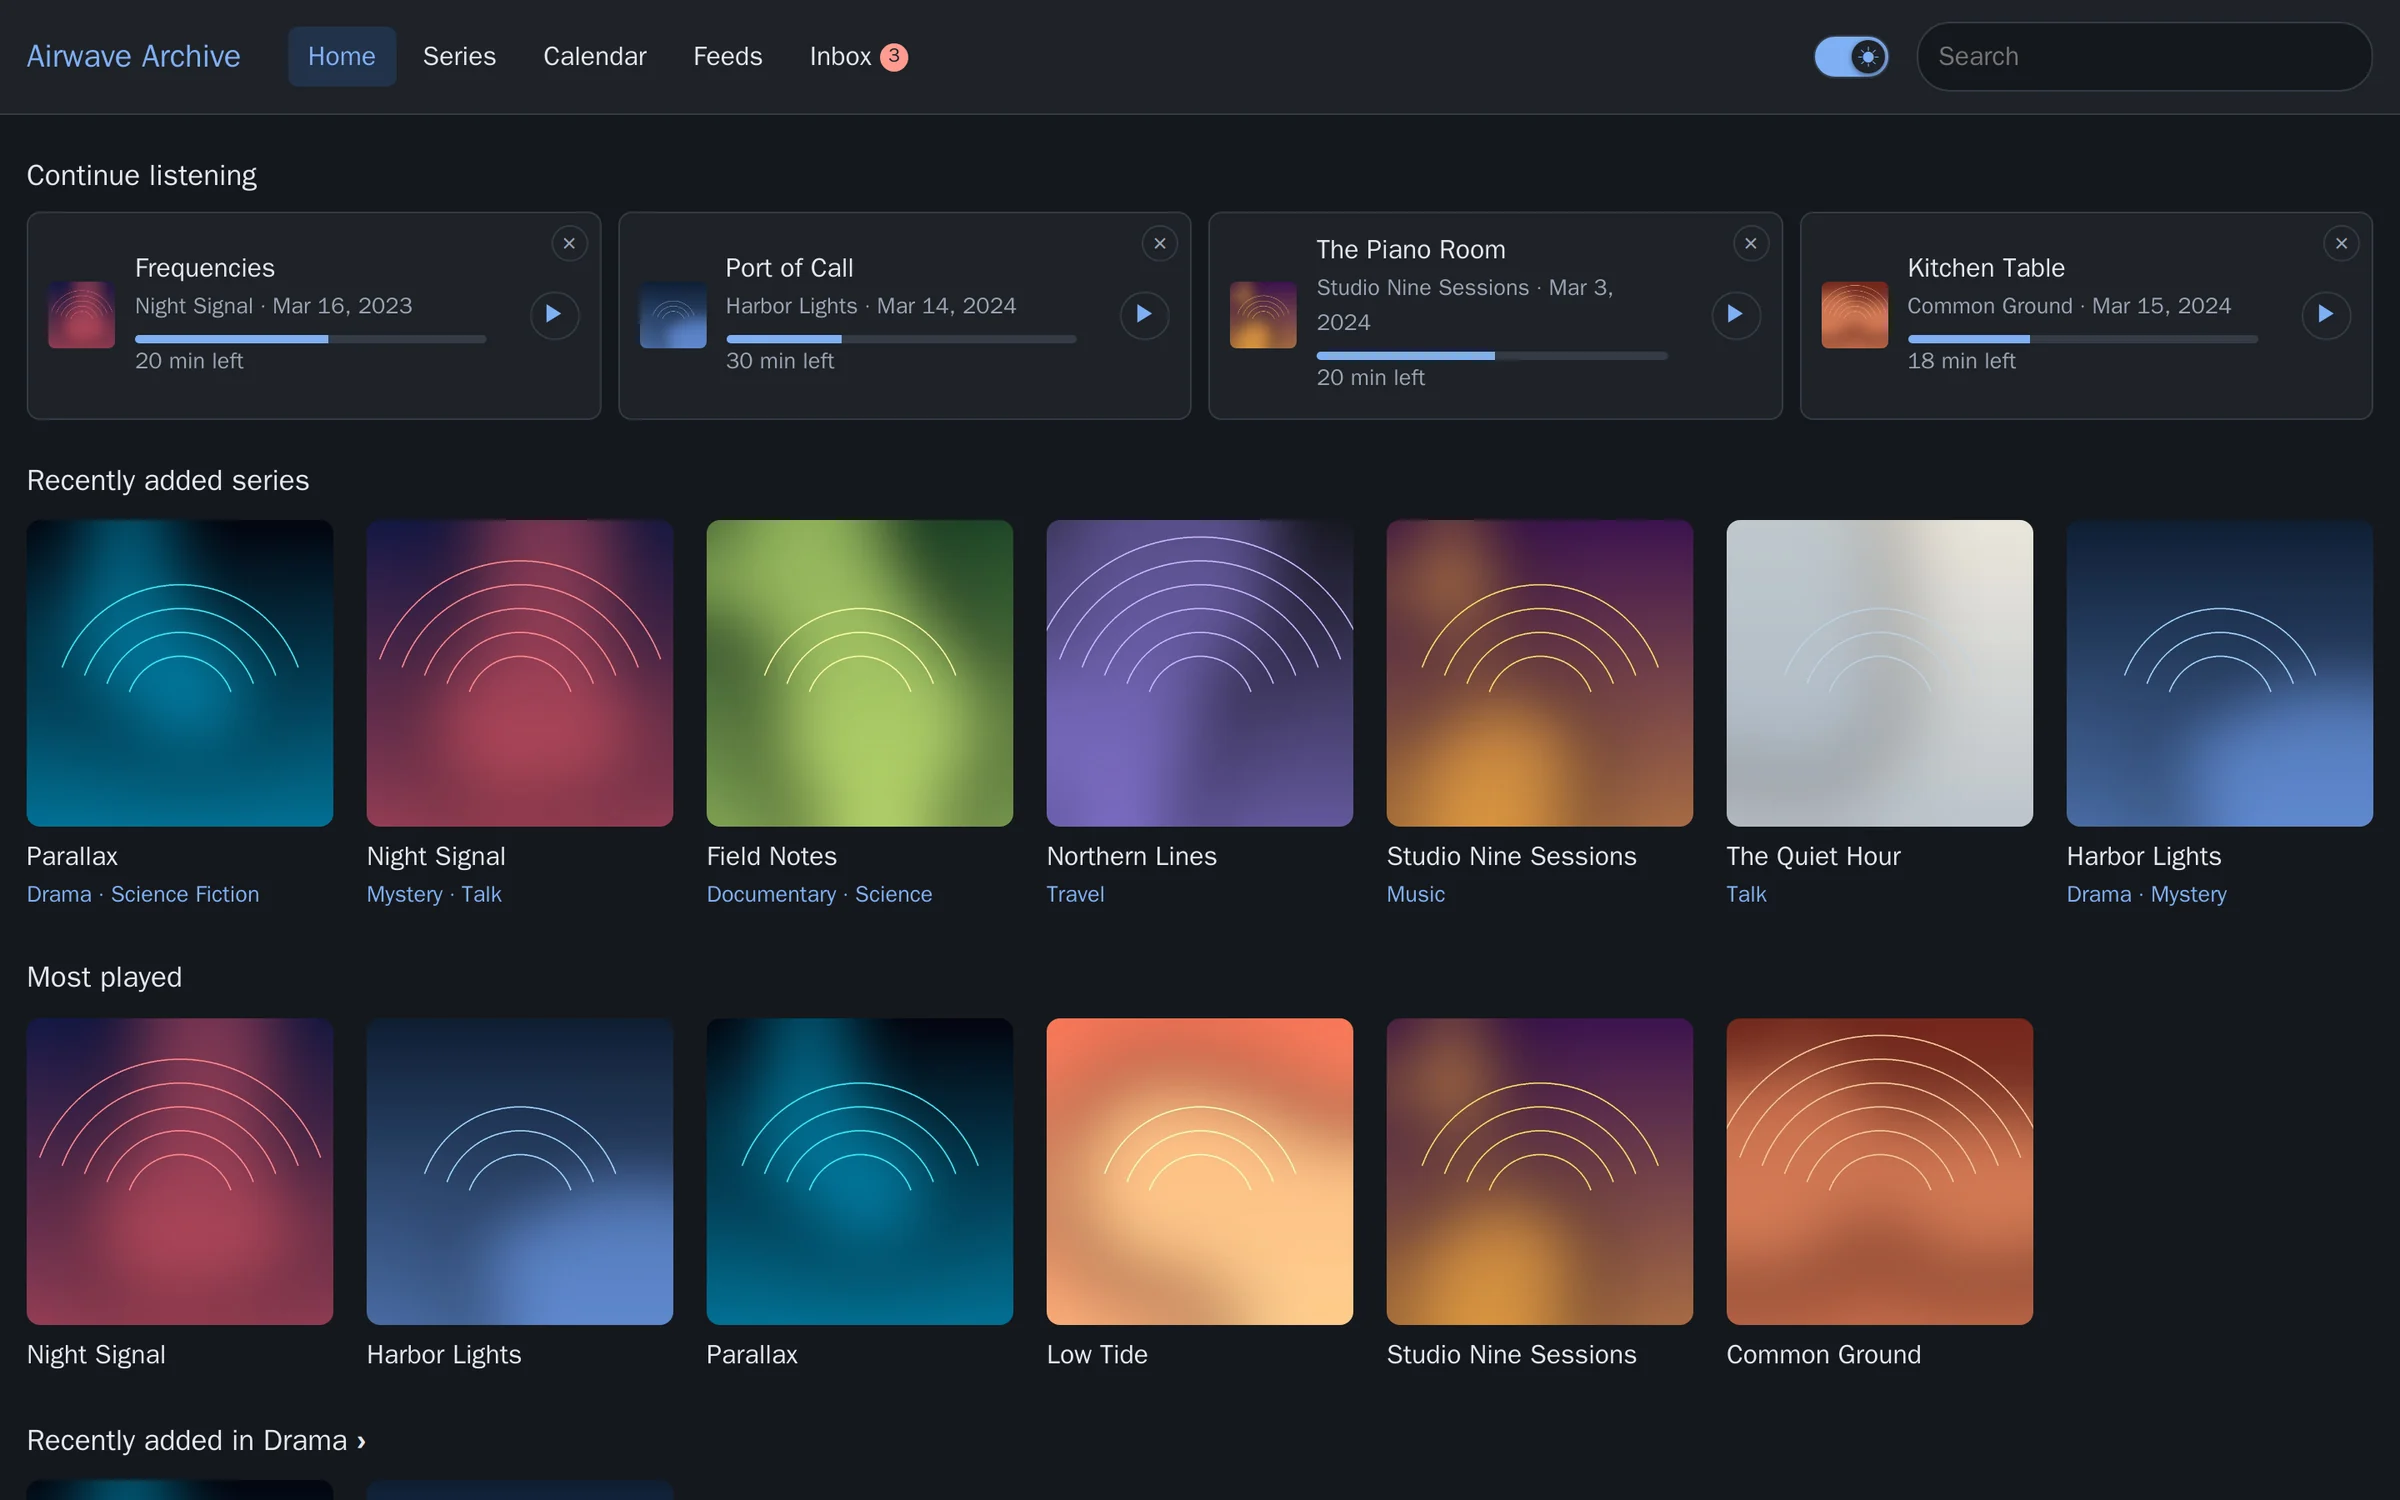 Airwave Archive
Home
Series
Calendar
Feeds
Inbox 3
Search
Continue listening
Frequencies
Night Signal · Mar 16, 2023
20 min left
Port of Call
Harbor Lights · Mar 14, 2024
30 min left
The Piano Room
Studio Nine Sessions · Mar 3,
2024
20 min left
Kitchen Table
Common Ground · Mar 15, 2024
18 min left
Recently added series
Parallax
Drama · Science Fiction
Night Signal
Mystery · Talk
Field Notes
Documentary · Science
Northern Lines
Travel
Studio Nine Sessions
Music
The Quiet Hour
Talk
Harbor Lights
Drama · Mystery
Most played
Night Signal
Harbor Lights
Parallax
Low Tide
Studio Nine Sessions
Common Ground
Recently added in Drama ›